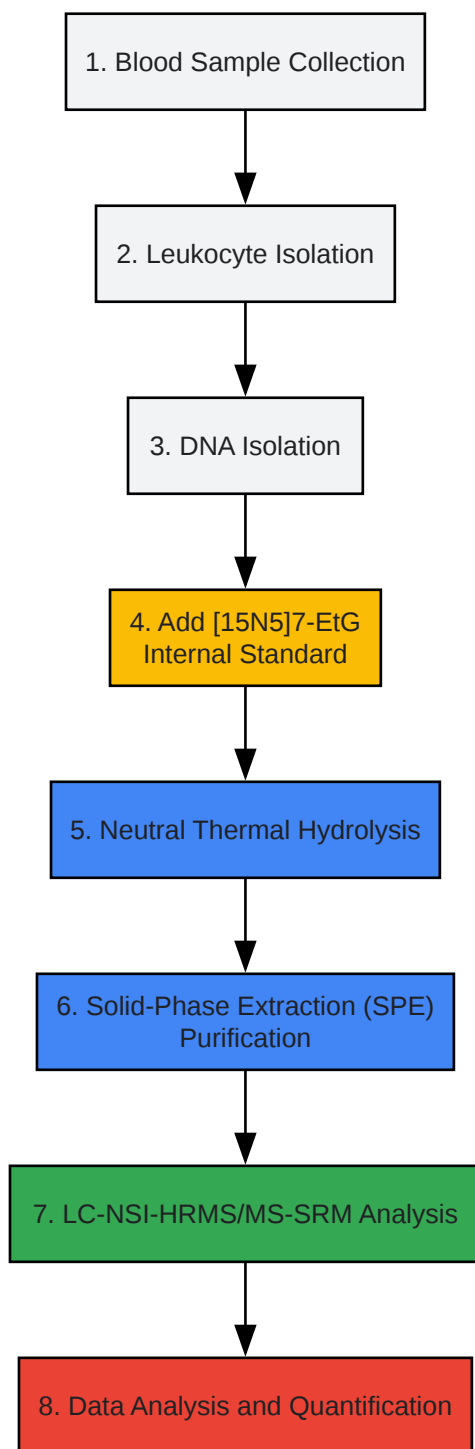 1. Blood Sample Collection
2. Leukocyte Isolation
3. DNA Isolation
4. Add [15N5]7-EtG
Internal Standard
5. Neutral Thermal Hydrolysis
6. Solid-Phase Extraction (SPE)
Purification
7. LC-NSI-HRMS/MS-SRM Analysis
8. Data Analysis and Quantification